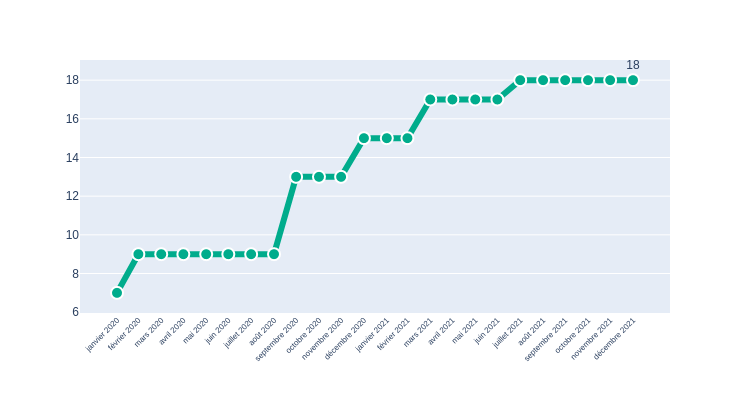 18
18
16
14
12
10
8
6
janvier 2020
février 2020
mars 2020
avril 2020
mai 2020
juin 2020
juillet 2020
août 2020
septembre 2020
octobre 2020
novembre 2020
décembre 2020
janvier 2021
février 2021
mars 2021
avril 2021
mai 2021
juin 2021
juillet 2021
août 2021
septembre 2021
octobre 2021
novembre 2021
décembre 2021